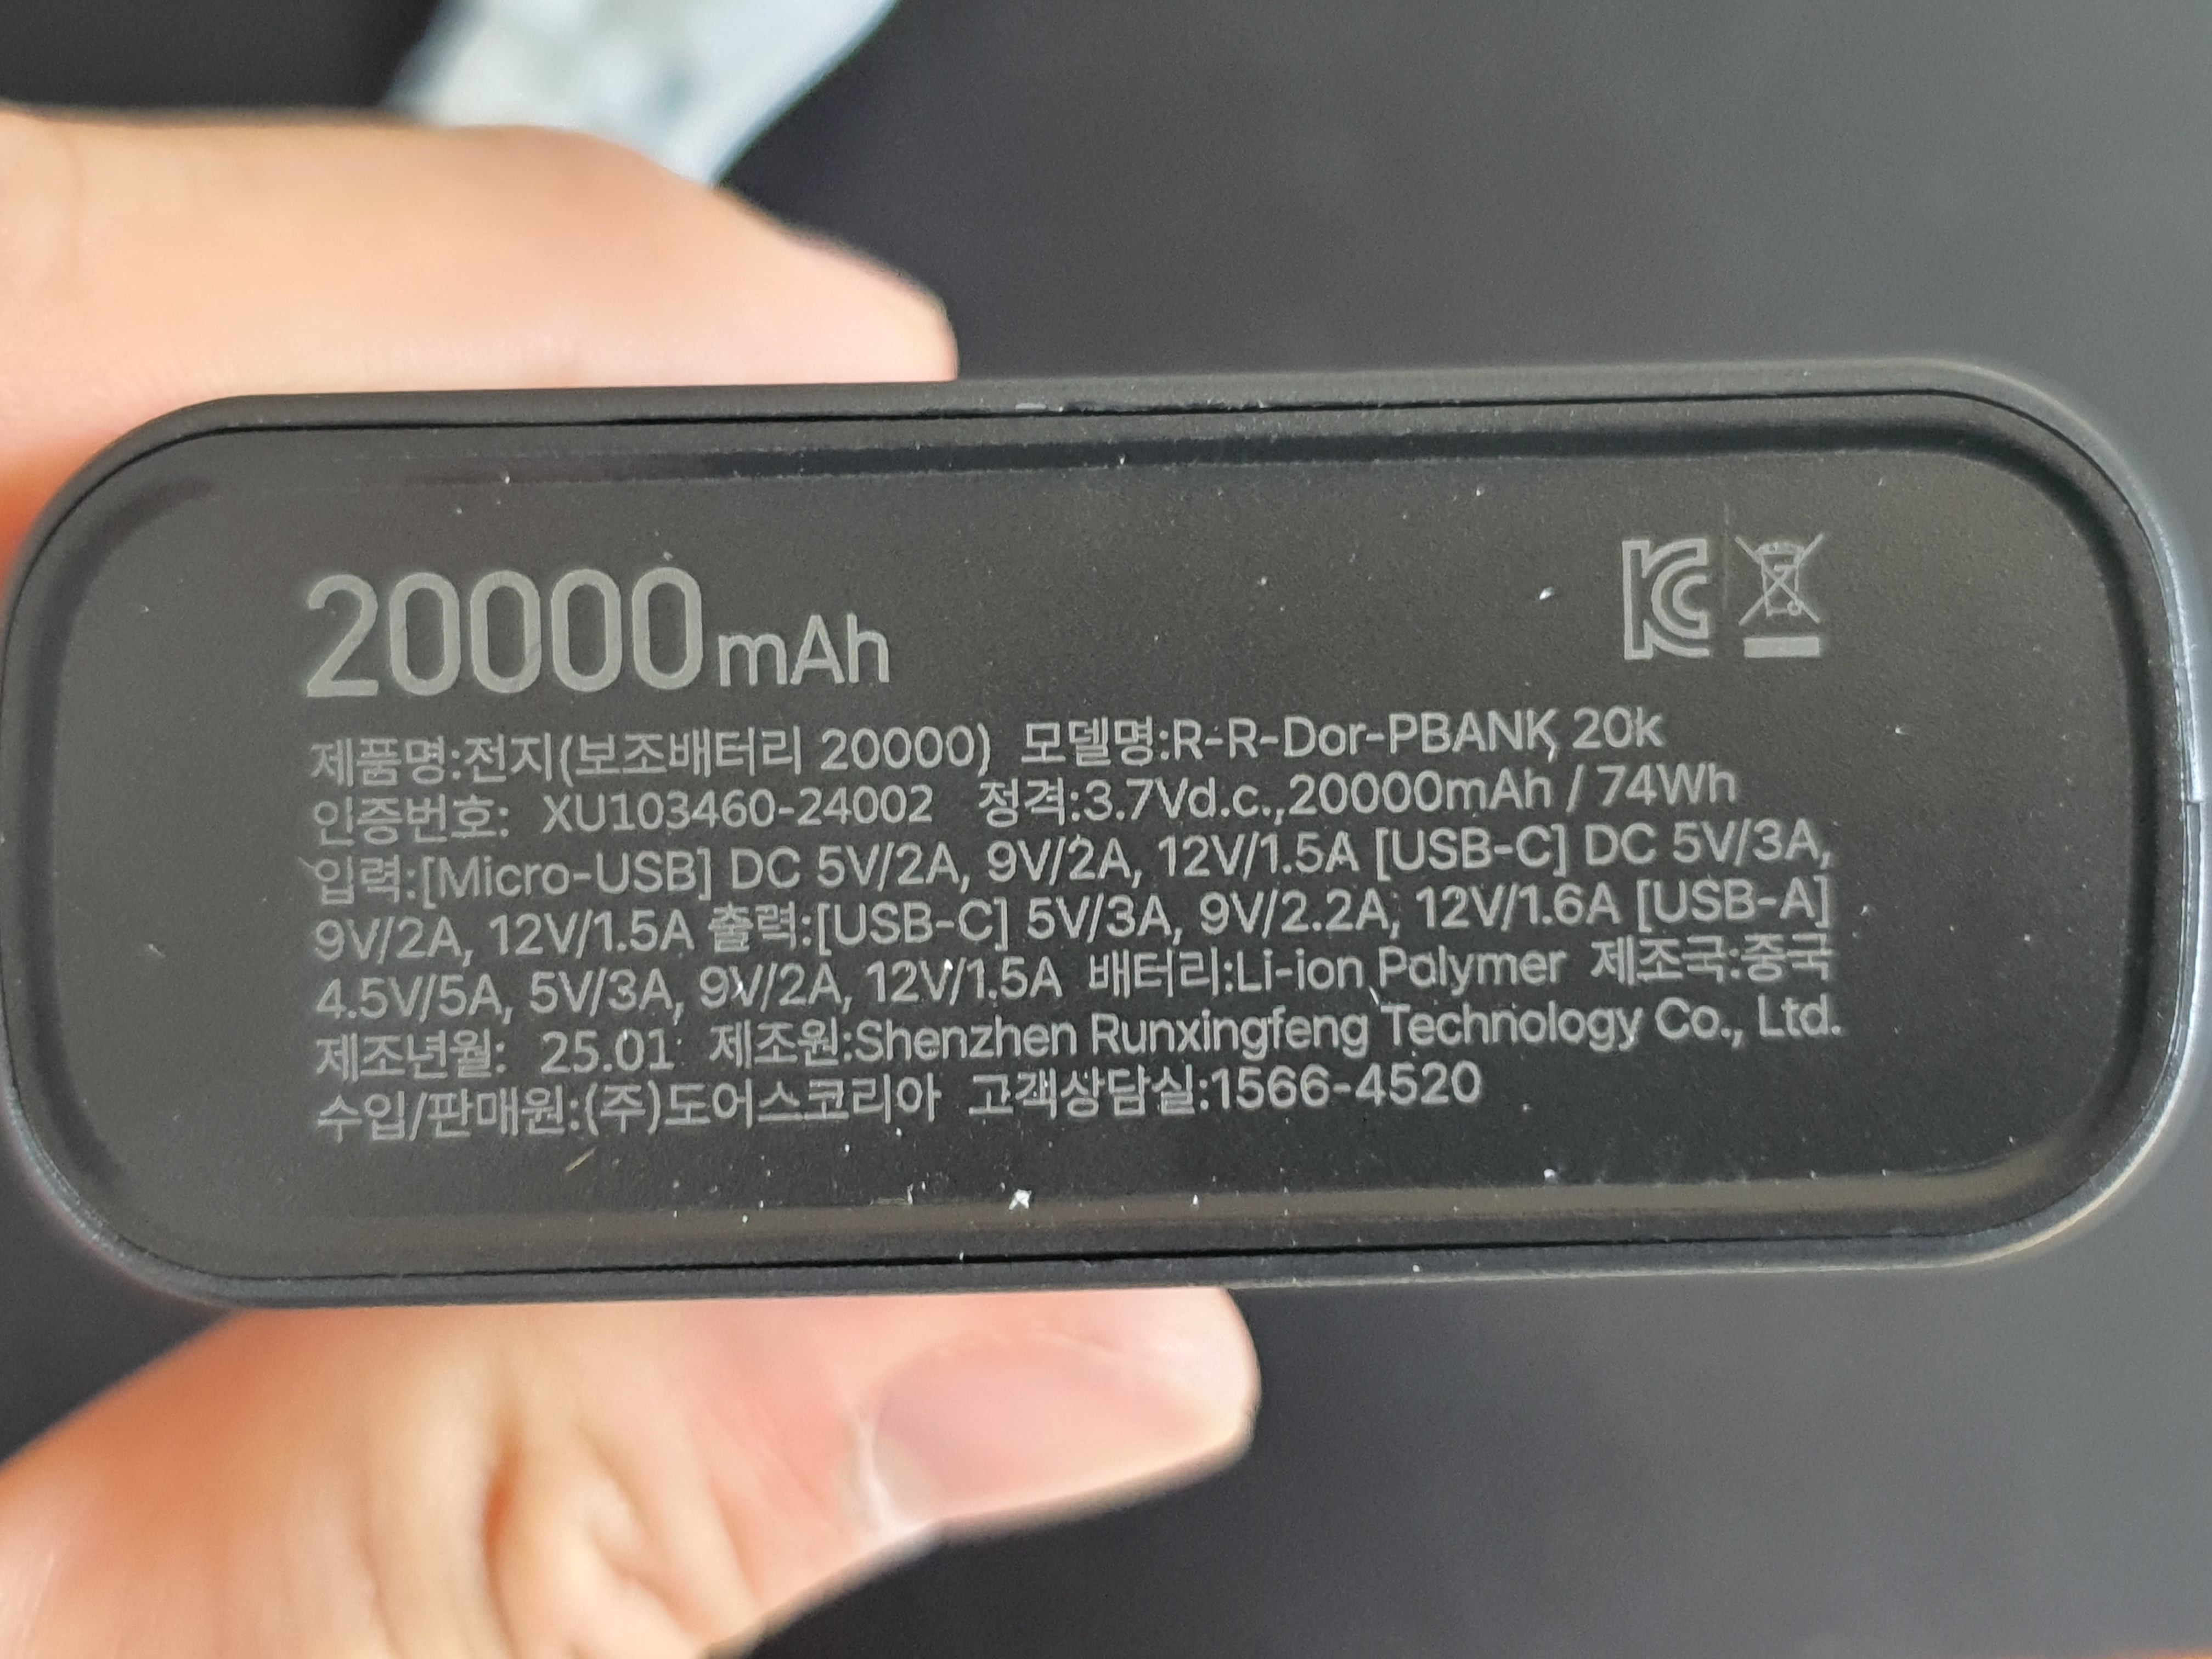 20000mAh
제품명:전지(보조배터리 20000) 모델명:R-R-Dor-PBANK 20k
인증번호: XU103460-24002 정격:3.7Vd.c.,20000mAh / 74Wh
입력:[Micro-USB] DC 5V/2A, 9V/2A, 12V/1.5A [USB-C] DC 5V/3A,
9V/2A, 12V/1.5A 출력:[USB-C] 5V/3A, 9V/2.2A, 12V/1.6A [USB-A]
4.5V/5A, 5V/3A, 9V/2A, 12V/1.5A 배터리:Li-ion Polymer 제조국:중국
제조년월: 25.01 제조원:Shenzhen Runxingfeng Technology Co., Ltd.
수입/판매원:(주)도어스코리아 고객상담실:1566-4520